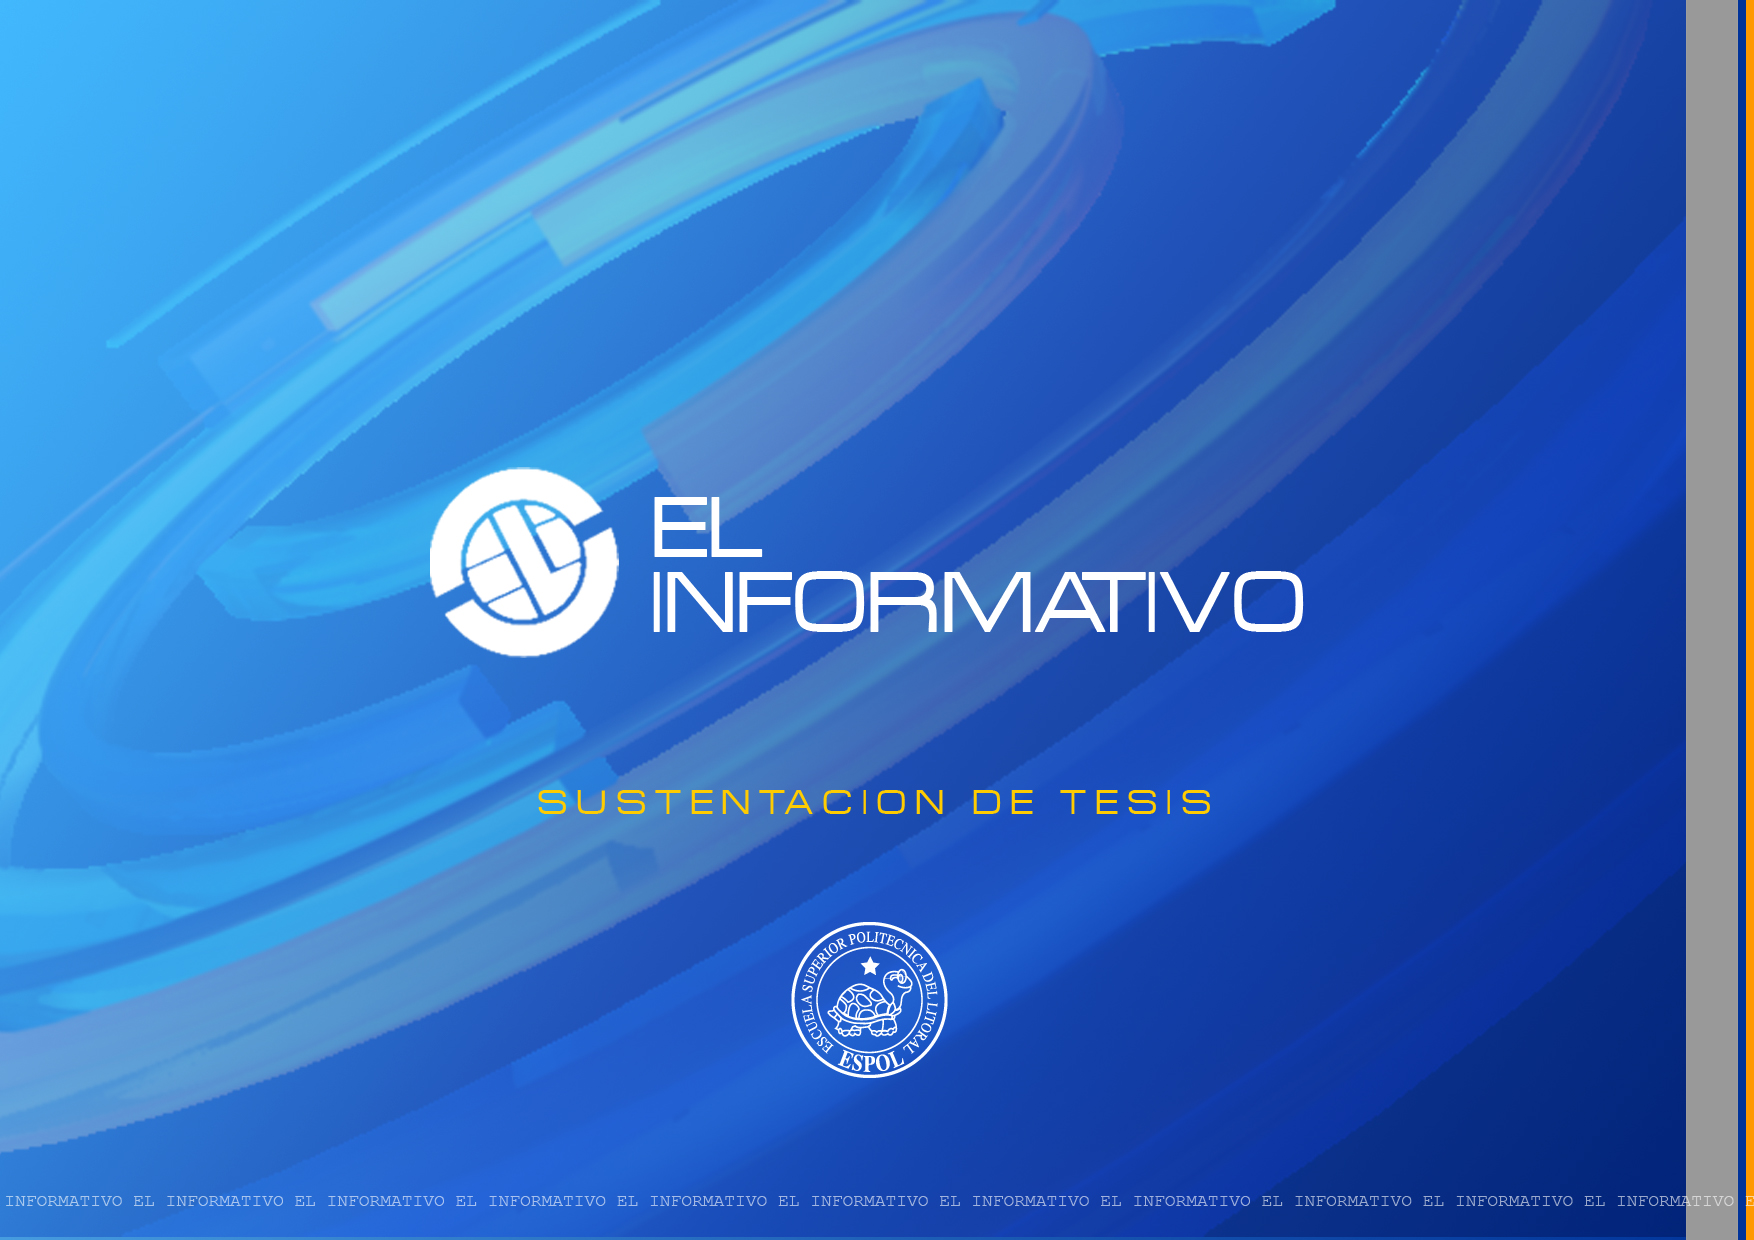 EL
INFORMATIVO
SUSTENTACION DE TESIS
ESCUELA SUPERIOR POLITECNICA DEL LITORAL
ESPOL
INFORMATIVO EL INFORMATIVO EL INFORMATIVO EL INFORMATIVO EL INFORMATIVO EL INFORMATIVO EL INFORMATIVO EL INFORMATIVO EL INFORMATIVO EL INFORMATIVO EL INFORMATIVO E